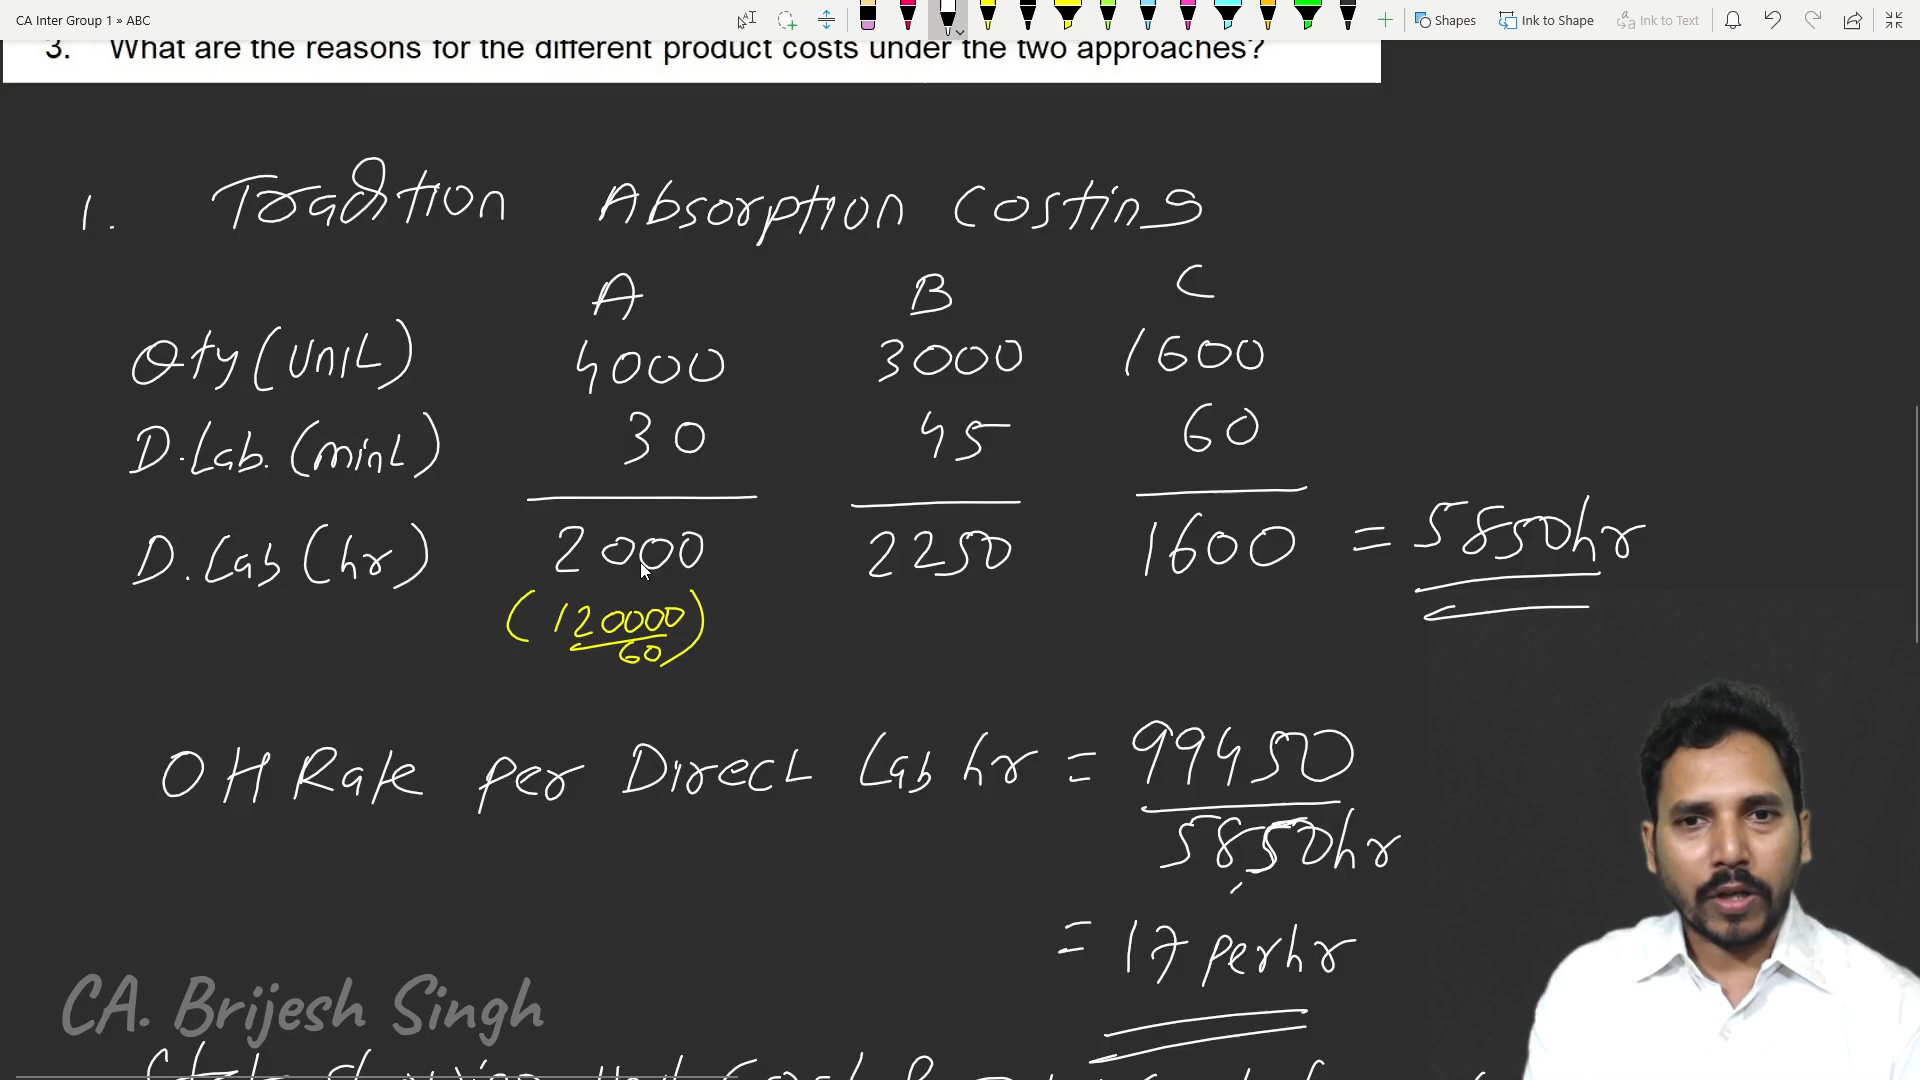 CA Inter Group 1 » ABC
Shapes Ink to Shape Ink to Text
3. What are the reasons for the different product costs under the two approaches?
1. Tradition Absorption Costing
A B C
Qty (Unit) 4000 3000 1600
D.Lab. (mint) 30 45 60
D.Lab (hr) 2000 2250 1600 = 5850hr
(120000
60)
OH Rate per Direct Lab hr = 99450
5850hr
= 17 per hr
CA. Brijesh Singh